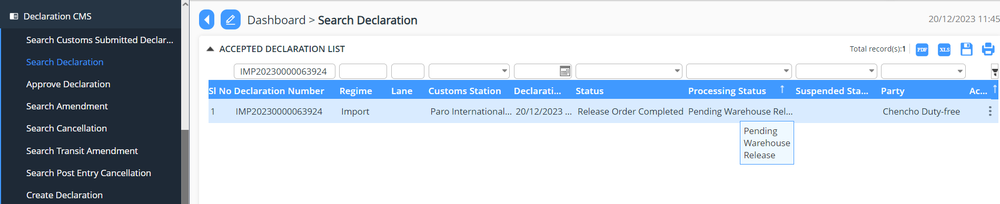 Declaration CMS
Search Customs Submitted Declar...
Search Declaration
Approve Declaration
Search Amendment
Search Cancellation
Search Transit Amendment
Search Post Entry Cancellation
Create Declaration
Dashboard > Search Declaration
20/12/2023 11:45
ACCEPTED DECLARATION LIST
Total record(s):1
PDF
XLS
IMP20230000063924
Sl No Declaration Number Regime Lane Customs Station Declarati... Status Processing Status Suspended Sta... Party Ac...
1 IMP20230000063924 Import Paro International... 20/12/2023 ... Release Order Completed Pending Warehouse Rel... Chencho Duty-free
Pending
Warehouse
Release